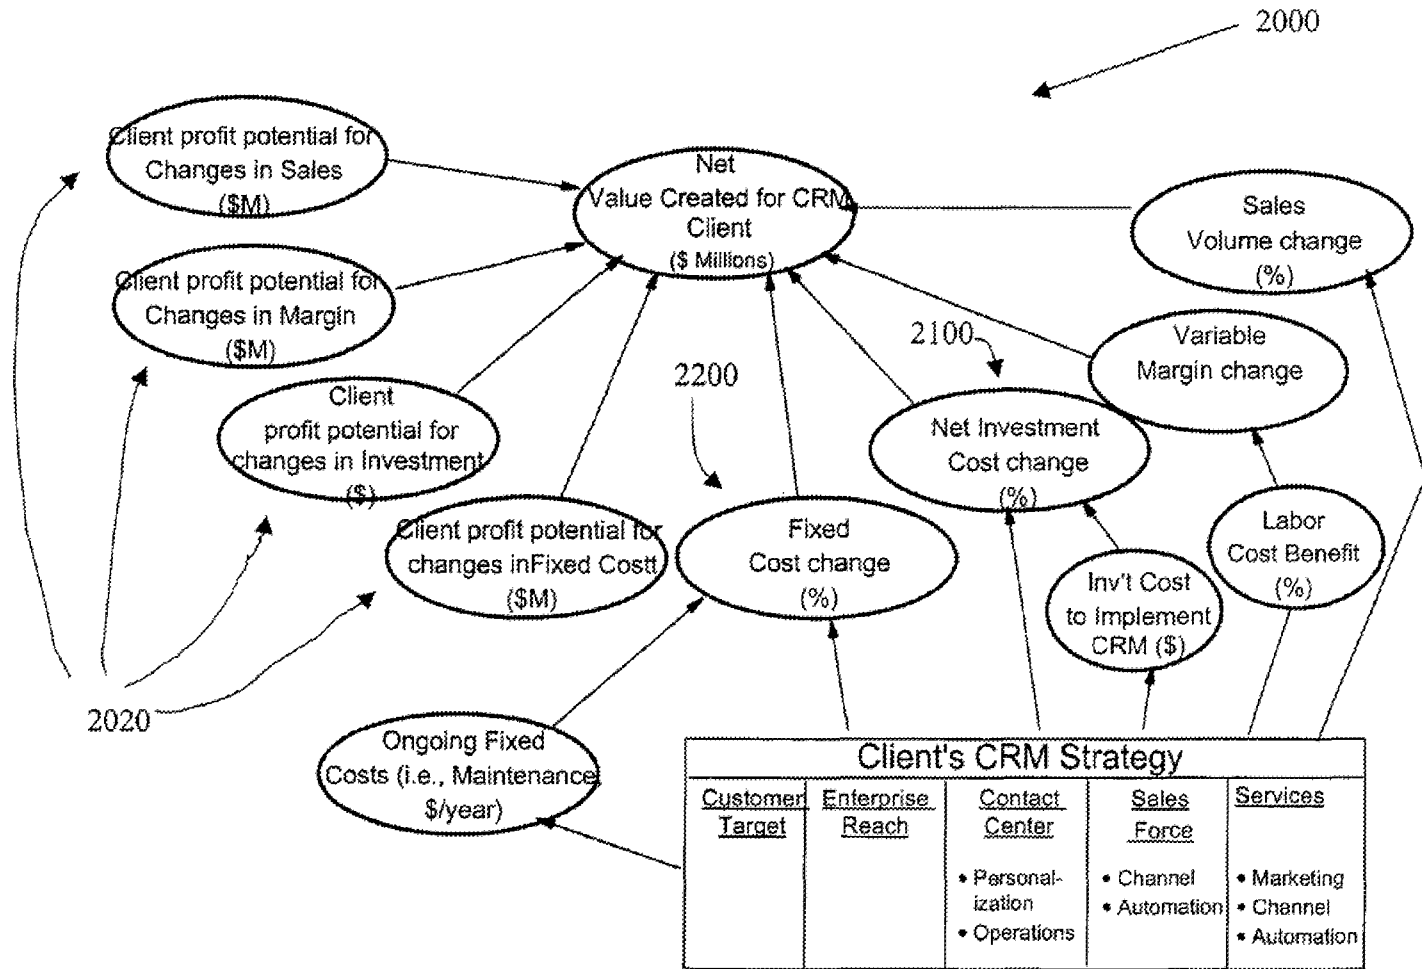 2000
Client profit potential for
Changes in Sales
($M)
Net
Value Created for CRM
Client
($ Millions)
Sales
Volume change
(%)
Client profit potential for
Changes in Margin
($M)
Variable
Margin change
2100
2200
Client
profit potential for
changes in Investment
($)
Net Investment
Cost change
(%)
Client profit potential for
changes inFixed Costt
($M)
Fixed
Cost change
(%)
Labor
Cost Benefit
(%)
Inv't Cost
to Implement
CRM ($)
2020
Ongoing Fixed
Costs (i.e., Maintenance,
$/year)
Client's CRM Strategy
Customer
Target
Enterprise
Reach
Contact
Center
• Personal-
ization
• Operations
Sales
Force
• Channel
• Automation
Services
• Marketing
• Channel
• Automation